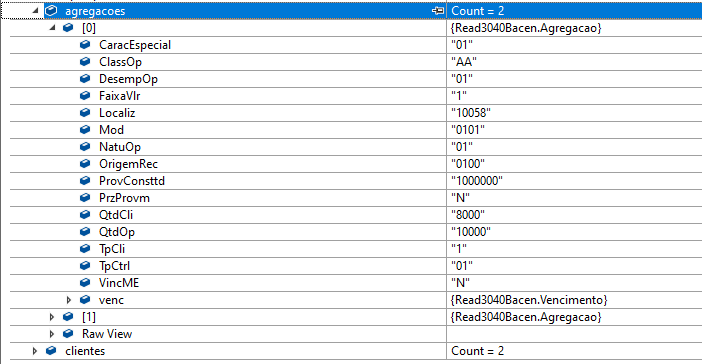 agregacoes Count = 2
[0] {Read3040Bacen.Agregacao}
CaracEspecial "01"
ClassOp "AA"
DesempOp "01"
FaixaVlr "1"
Localiz "10058"
Mod "0101"
NatuOp "01"
OrigemRec "0100"
ProvConsttd "1000000"
PrzProvm "N"
QtdCli "8000"
QtdOp "10000"
TpCli "1"
TpCtrl "01"
VincME "N"
venc {Read3040Bacen.Vencimento}
[1] {Read3040Bacen.Agregacao}
Raw View
clientes Count = 2